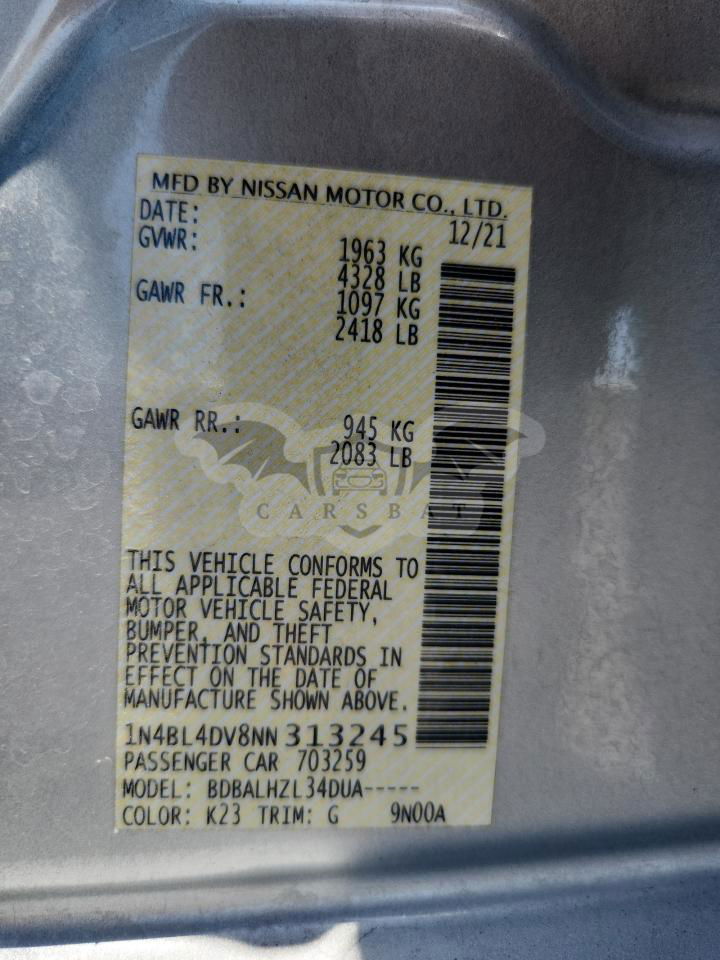 MFD BY NISSAN MOTOR CO., LTD.
DATE: 12/21
GVWR: 1963 KG
4328 LB
GAWR FR.: 1097 KG
2418 LB
GAWR RR.: 945 KG
2083 LB
CARSBAT
THIS VEHICLE CONFORMS TO
ALL APPLICABLE FEDERAL
MOTOR VEHICLE SAFETY,
BUMPER, AND THEFT
PREVENTION STANDARDS IN
EFFECT ON THE DATE OF
MANUFACTURE SHOWN ABOVE.
1N4BL4DV8NN313245
PASSENGER CAR 703259
MODEL: BDBALHZL34DUA-----
COLOR: K23 TRIM: G 9N00A